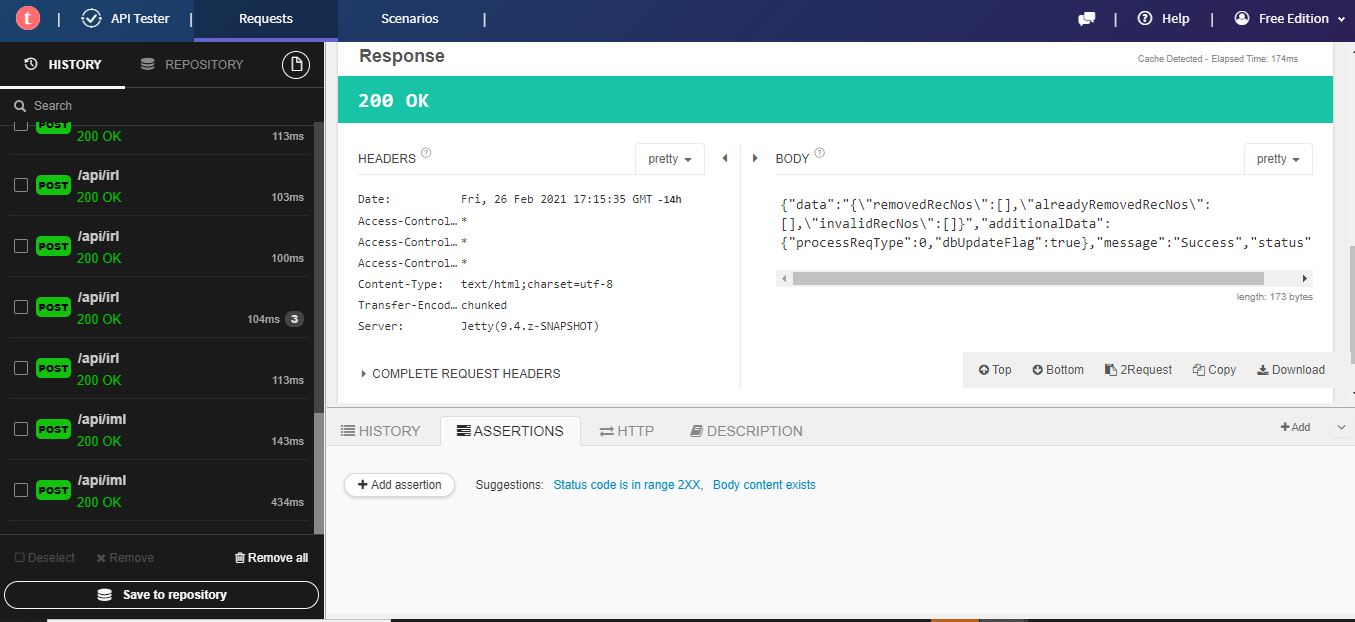 t | API Tester | Requests Scenarios | | Help | Free Edition
HISTORY REPOSITORY
Search
POST 200 OK 113ms
/api/irl
POST 200 OK 103ms
/api/irl
POST 200 OK 100ms
/api/irl
POST 200 OK 104ms 3
/api/irl
POST 200 OK 113ms
/api/iml
POST 200 OK 143ms
/api/iml
POST 200 OK 434ms
Deselect Remove Remove all
Save to repository
Response
Cache Detected - Elapsed Time: 174ms
200 OK
HEADERS ? pretty
Date: Fri, 26 Feb 2021 17:15:35 GMT -14h
Access-Control… *
Access-Control… *
Access-Control… *
Content-Type: text/html;charset=utf-8
Transfer-Encod… chunked
Server: Jetty(9.4.z-SNAPSHOT)
COMPLETE REQUEST HEADERS
BODY ? pretty
{"data":"{\"removedRecNos\":[],\"alreadyRemovedRecNos\":
[],\"invalidRecNos\":[]}","additionalData":
{"processReqType":0,"dbUpdateFlag":true},"message":"Success","status"
length: 173 bytes
Top Bottom 2Request Copy Download
HISTORY ASSERTIONS HTTP DESCRIPTION
+ Add
+ Add assertion
Suggestions: Status code is in range 2XX, Body content exists